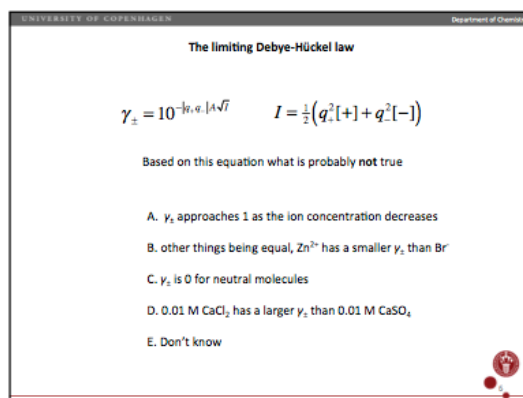 UNIVERSITY OF COPENHAGEN Department of Chemistry
The limiting Debye-Hückel law
γ± = 10^(-|q₊q₋|A√I) I = ½(q₊²[+] + q₋²[−])
Based on this equation what is probably not true
A. γ± approaches 1 as the ion concentration decreases
B. other things being equal, Zn²⁺ has a smaller γ± than Br⁻
C. γ± is 0 for neutral molecules
D. 0.01 M CaCl₂ has a larger γ± than 0.01 M CaSO₄
E. Don't know